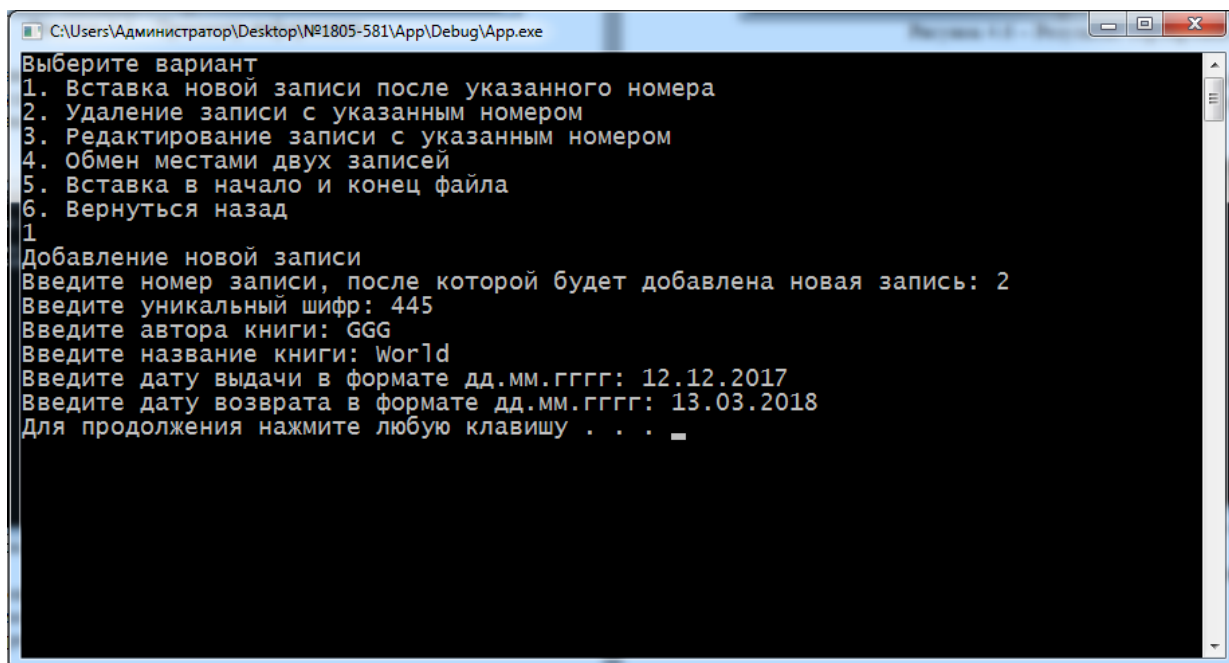 C:\Users\Администратор\Desktop\№1805-581\App\Debug\App.exe
Выберите вариант
1. Вставка новой записи после указанного номера
2. Удаление записи с указанным номером
3. Редактирование записи с указанным номером
4. Обмен местами двух записей
5. Вставка в начало и конец файла
6. Вернуться назад
1
Добавление новой записи
Введите номер записи, после которой будет добавлена новая запись: 2
Введите уникальный шифр: 445
Введите автора книги: GGG
Введите название книги: World
Введите дату выдачи в формате дд.мм.гггг: 12.12.2017
Введите дату возврата в формате дд.мм.гггг: 13.03.2018
Для продолжения нажмите любую клавишу . . .